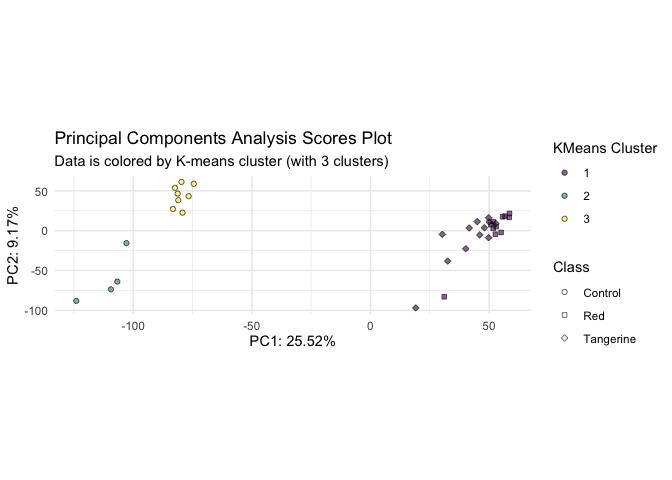 Principal Components Analysis Scores Plot
Data is colored by K-means cluster (with 3 clusters)
PC2: 9.17%
50
0
-50
-100
-100
-50
0
50
PC1: 25.52%
KMeans Cluster
1
2
3
Class
Control
Red
Tangerine